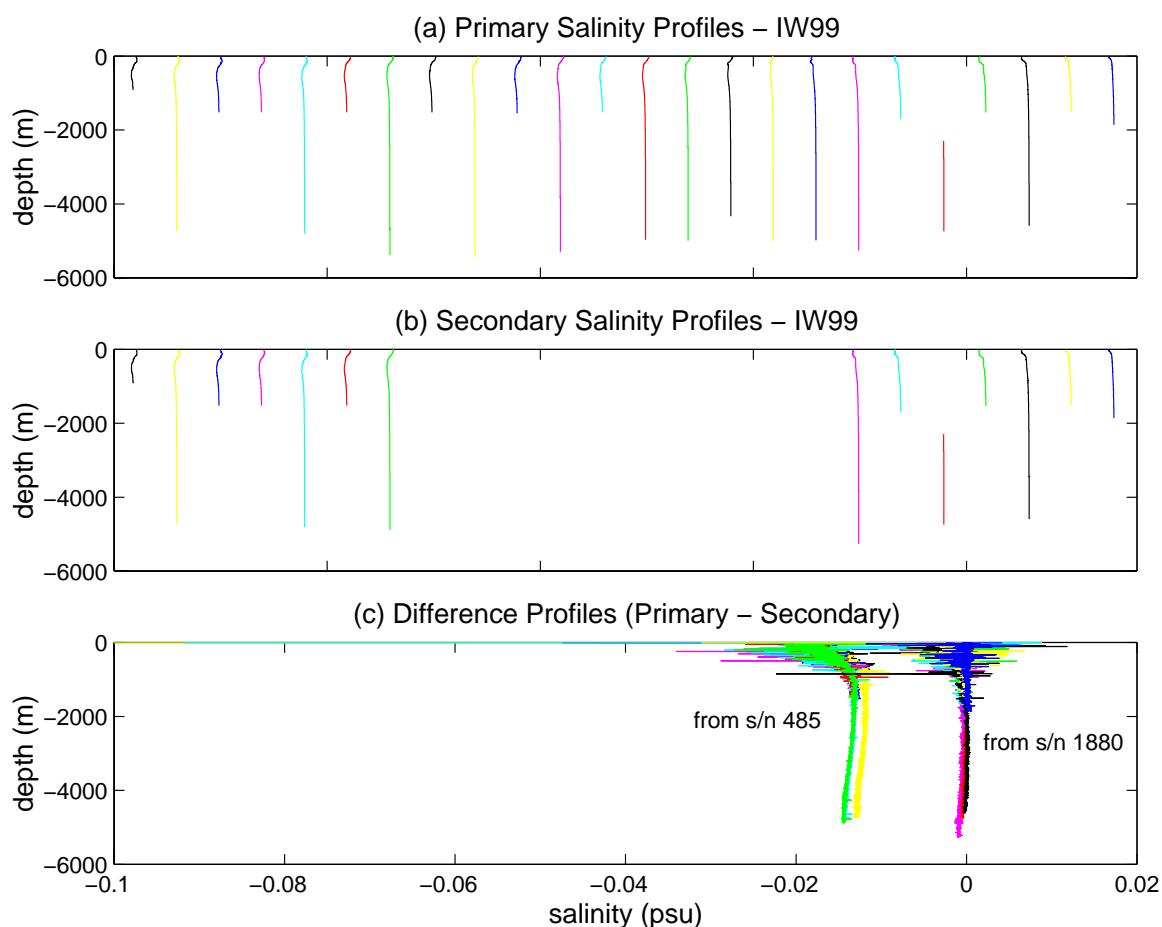 (a) Primary Salinity Profiles − IW99
0
−2000
−4000
−6000
depth (m)
(b) Secondary Salinity Profiles − IW99
0
−2000
−4000
−6000
depth (m)
(c) Difference Profiles (Primary − Secondary)
0
−2000
−4000
−6000
depth (m)
from s/n 485
from s/n 1880
−0.1 −0.08 −0.06 −0.04 −0.02 0 0.02
salinity (psu)